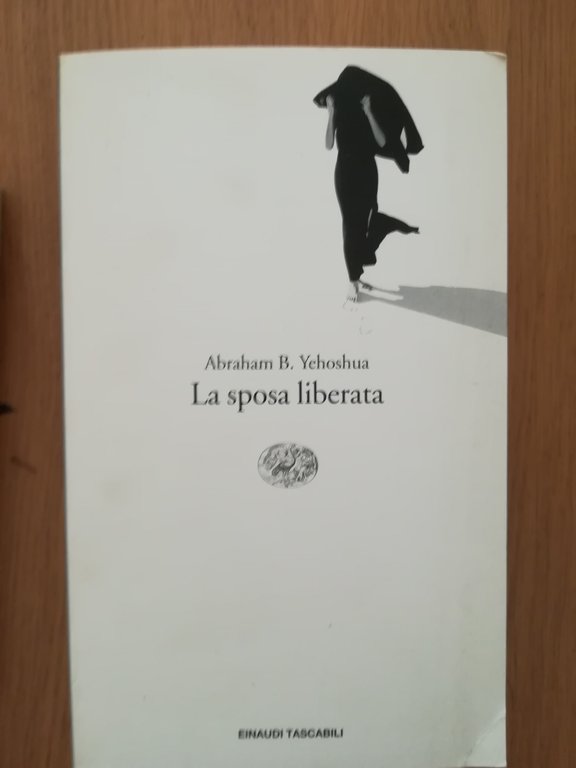 Abraham B. Yehoshua
La sposa liberata
EINAUDI TASCABILI